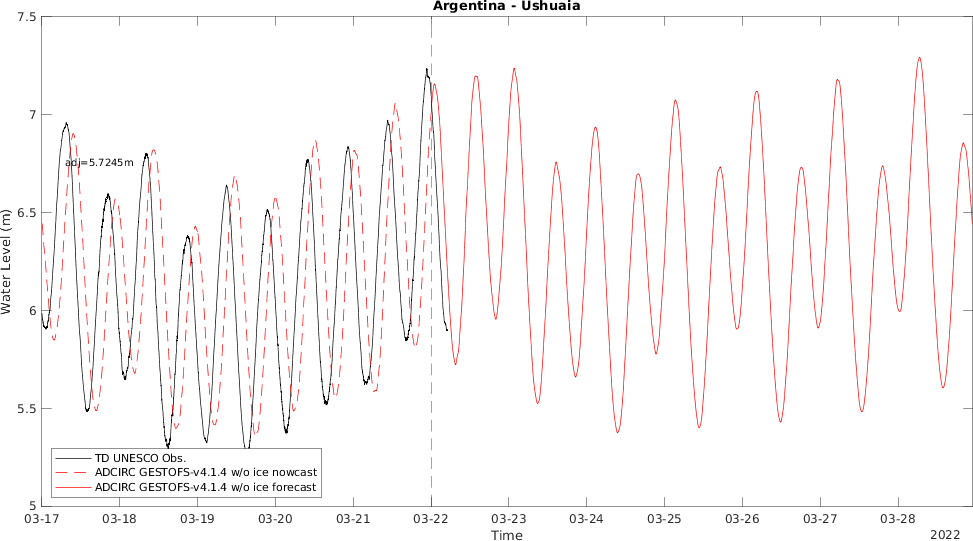 Argentina - Ushuaia
7.5
7
6.5
6
5.5
5
Water Level (m)
adj=5.7245m
TD UNESCO Obs.
ADCIRC GESTOFS-v4.1.4 w/o ice nowcast
ADCIRC GESTOFS-v4.1.4 w/o ice forecast
03-17 03-18 03-19 03-20 03-21 03-22 03-23 03-24 03-25 03-26 03-27 03-28
Time
2022